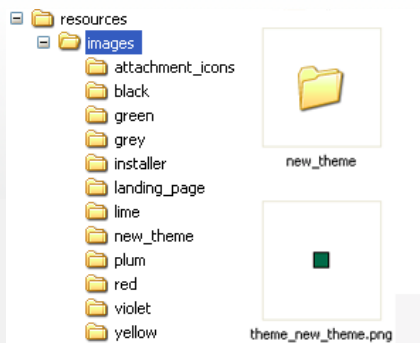 resources
images
attachment_icons
black
green
grey
installer
landing_page
lime
new_theme
plum
red
violet
yellow
new_theme
theme_new_theme.png